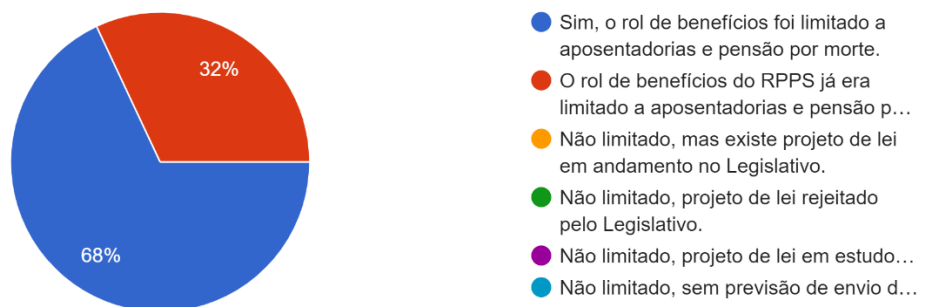 32%
68%
Sim, o rol de benefícios foi limitado a
aposentadorias e pensão por morte.
O rol de benefícios do RPPS já era
limitado a aposentadorias e pensão p…
Não limitado, mas existe projeto de lei
em andamento no Legislativo.
Não limitado, projeto de lei rejeitado
pelo Legislativo.
Não limitado, projeto de lei em estudo…
Não limitado, sem previsão de envio d…